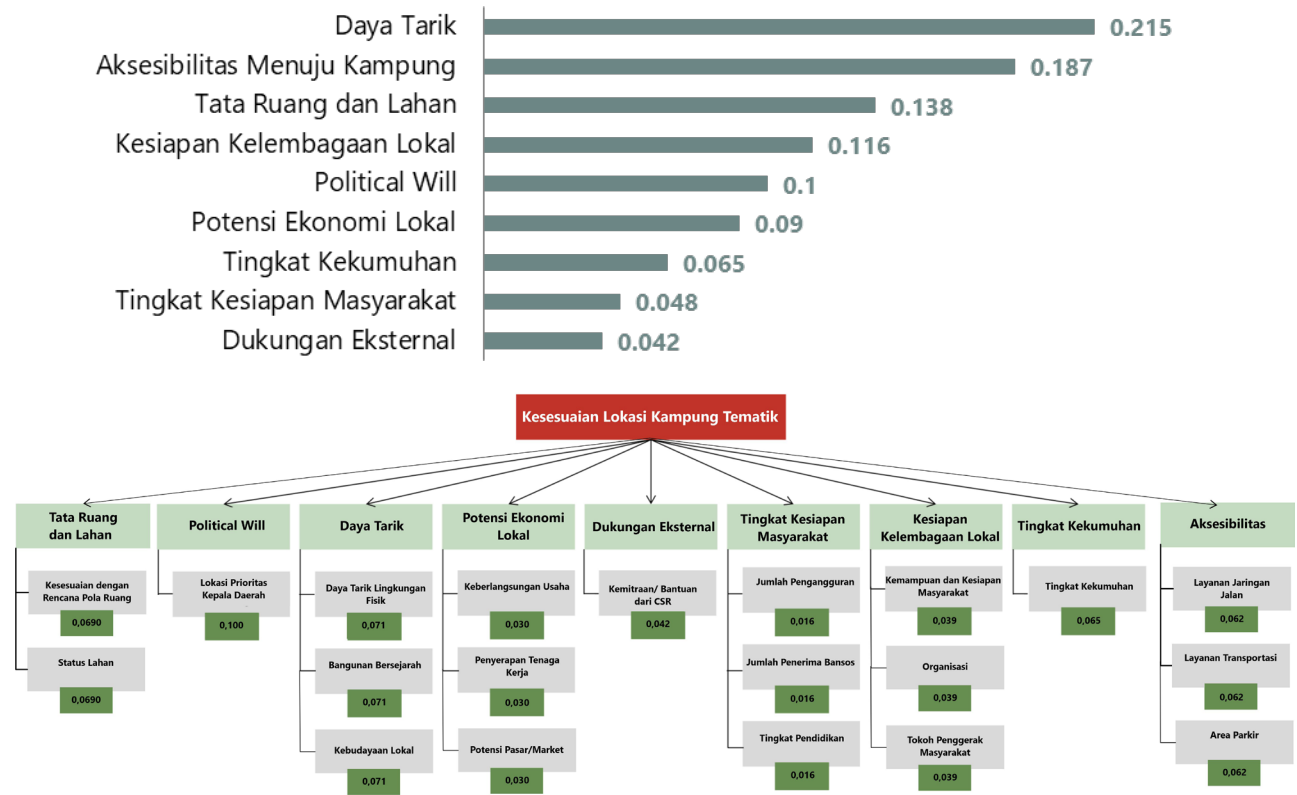 Daya Tarik
0.215
Aksesibilitas Menuju Kampung
0.187
Tata Ruang dan Lahan
0.138
Kesiapan Kelembagaan Lokal
0.116
Political Will
0.1
Potensi Ekonomi Lokal
0.09
Tingkat Kekumuhan
0.065
Tingkat Kesiapan Masyarakat
0.048
Dukungan Eksternal
0.042
Kesesuaian Lokasi Kampung Tematik
Tata Ruang
dan Lahan
Kesesuaian dengan
Rencana Pola Ruang
0,0690
Status Lahan
0,0690
Political Will
Lokasi Prioritas
Kepala Daerah
0,100
Daya Tarik
Daya Tarik Lingkungan
Fisik
0,071
Bangunan Bersejarah
0,071
Kebudayaan Lokal
0,071
Potensi Ekonomi
Lokal
Keberlangsungan Usaha
0,030
Penyerapan Tenaga
Kerja
0,030
Potensi Pasar/Market
0,030
Dukungan Eksternal
Kemitraan/ Bantuan
dari CSR
0,042
Tingkat Kesiapan
Masyarakat
Jumlah Pengangguran
0,016
Jumlah Penerima Bansos
0,016
Tingkat Pendidikan
0,016
Kesiapan
Kelembagaan Lokal
Kemampuan dan Kesiapan
Masyarakat
0,039
Organisasi
0,039
Tokoh Penggerak
Masyarakat
0,039
Tingkat Kekumuhan
Tingkat Kekumuhan
0,065
Aksesibilitas
Layanan Jaringan
Jalan
0,062
Layanan Transportasi
0,062
Area Parkir
0,062